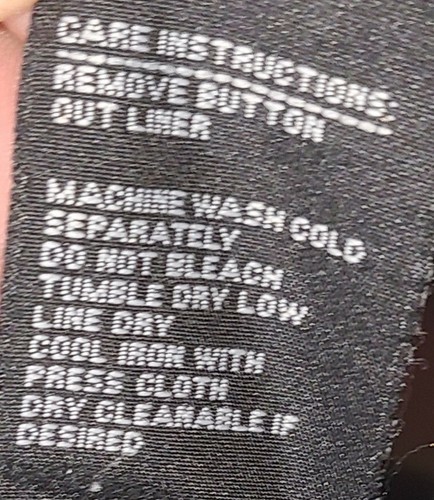 CARE INSTRUCTIONS:
REMOVE BUTTON
OUT LINER
MACHINE WASH COLD
SEPARATELY
DO NOT BLEACH
TUMBLE DRY LOW
LINE DRY
COOL IRON WITH
PRESS CLOTH
DRY CLEANABLE IF
DESIRED